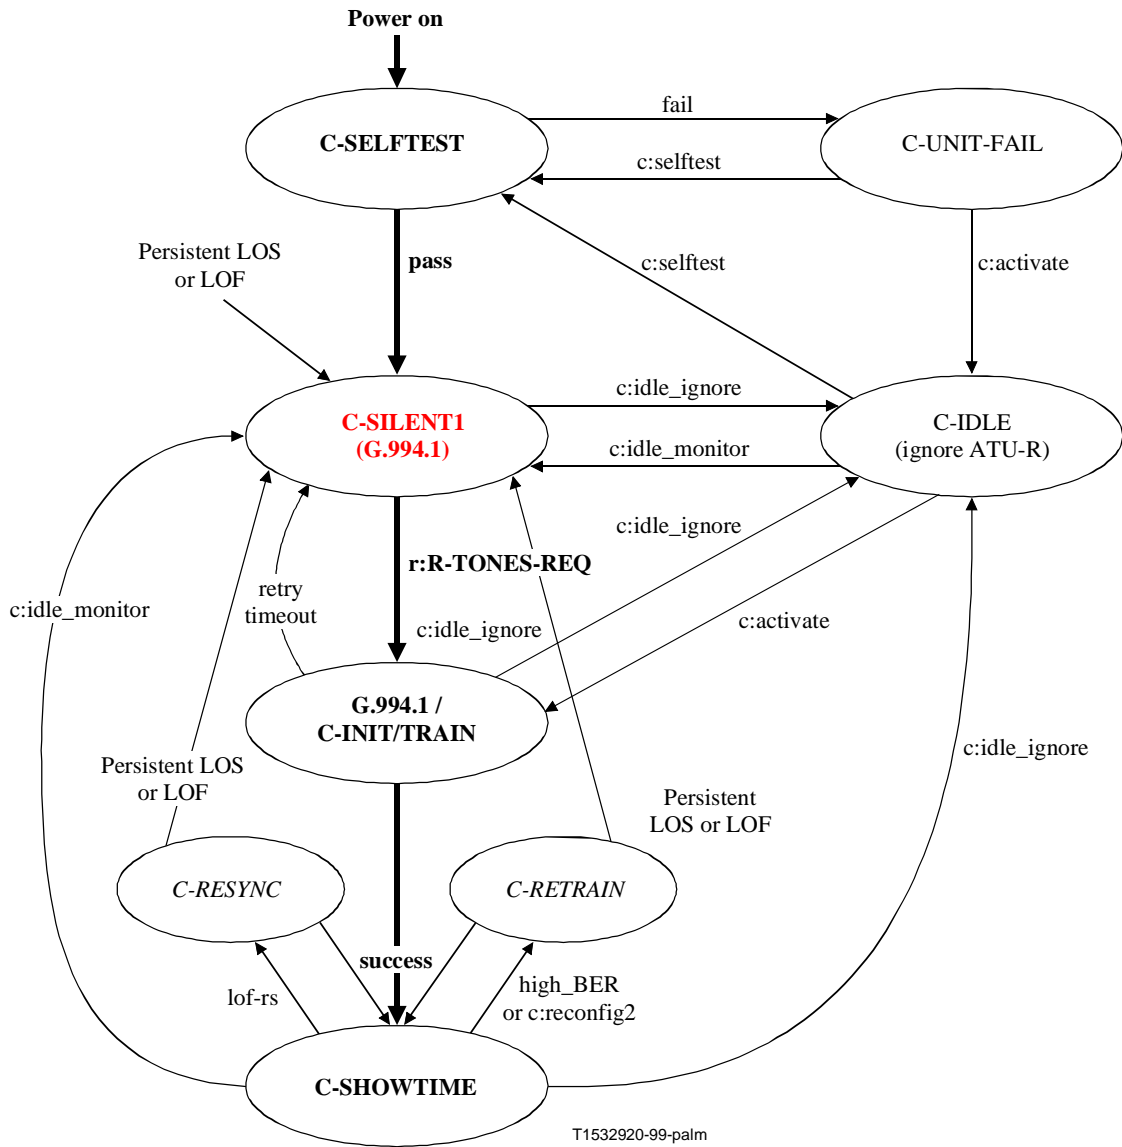 Power on
C-SELFTEST
fail
C-UNIT-FAIL
c:selftest
Persistent LOS
or LOF
pass
c:selftest
c:activate
C-SILENT1
(G.994.1)
c:idle_ignore
C-IDLE
(ignore ATU-R)
c:idle_monitor
c:idle_ignore
r:R-TONES-REQ
retry
timeout
c:idle_monitor
c:idle_ignore
c:activate
G.994.1 /
C-INIT/TRAIN
c:idle_ignore
Persistent LOS
or LOF
Persistent
LOS or LOF
C-RESYNC
C-RETRAIN
success
lof-rs
high_BER
or c:reconfig2
C-SHOWTIME
T1532920-99-palm